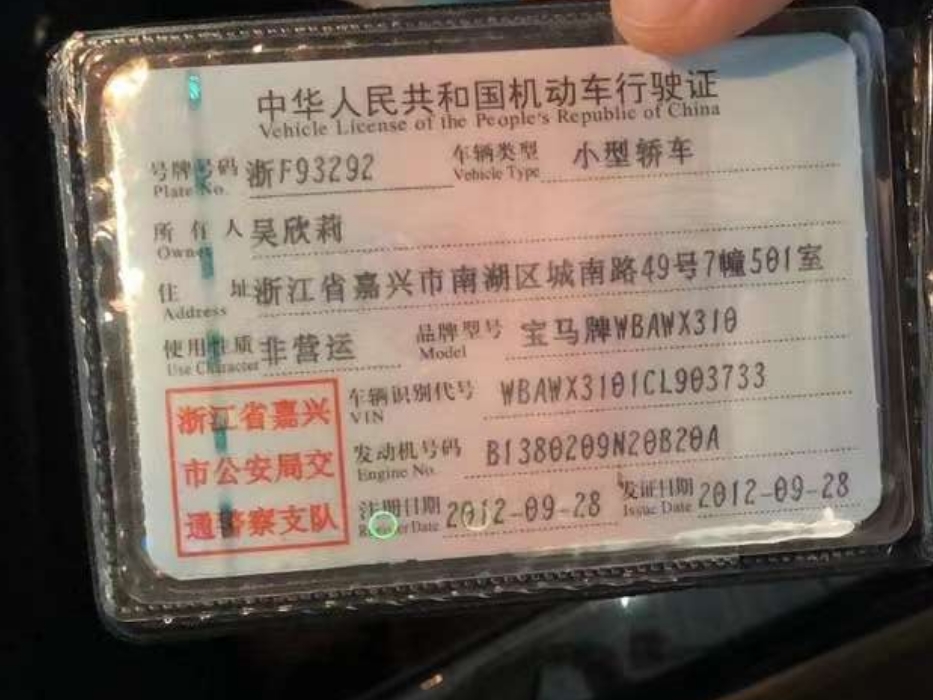 中华人民共和国机动车行驶证
Vehicle License of the People's Republic of China
号牌号码 浙F93292 车辆类型 小型轿车
Plate No. Vehicle Type
所有人 吴欣莉
Owner
住址 浙江省嘉兴市南湖区城南路49号7幢501室
Address
使用性质 非营运 品牌型号 宝马牌WBAWX310
Use Character Model
浙江省嘉兴
市公安局交
通警察支队
车辆识别代号 WBAWX3101CL903733
VIN
发动机号码 B1380209N20B20A
Engine No.
注册日期 2012-09-28 发证日期 2012-09-28
Register Date Issue Date